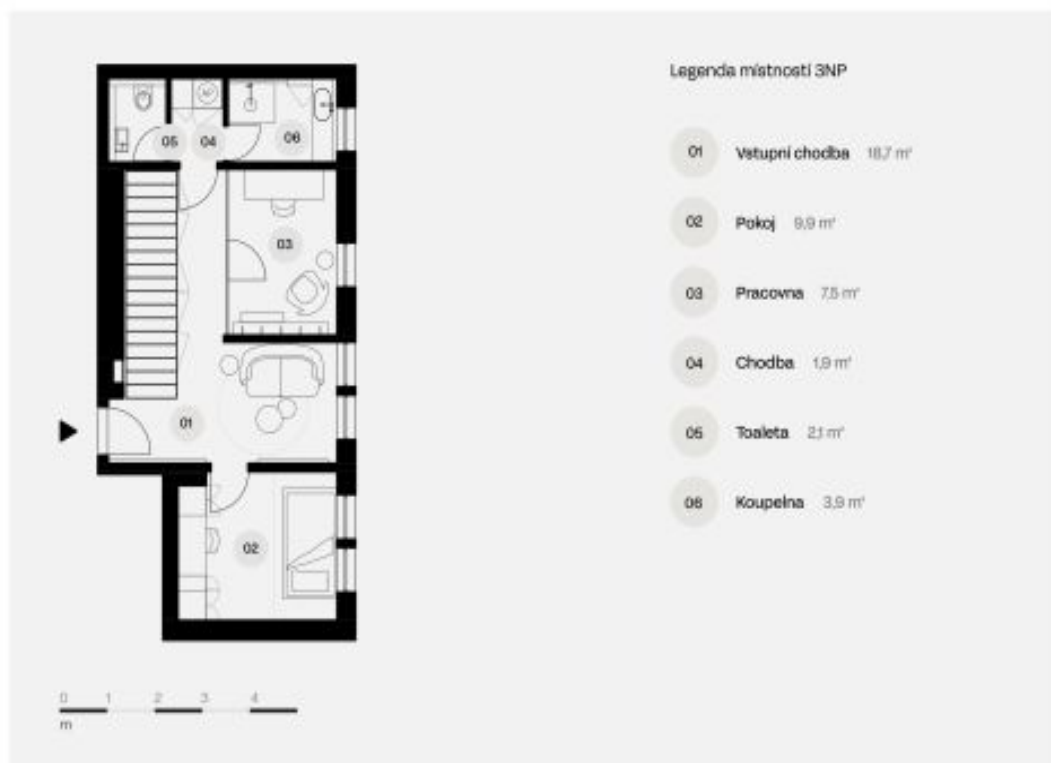 Legenda místností 3NP
01 Vstupní chodba 18,7 m²
02 Pokoj 9,9 m²
03 Pracovna 7,5 m²
04 Chodba 1,9 m²
05 Toaleta 2,1 m²
06 Koupelna 3,9 m²
05 04 06
03
01
02
0 1 2 3 4
m